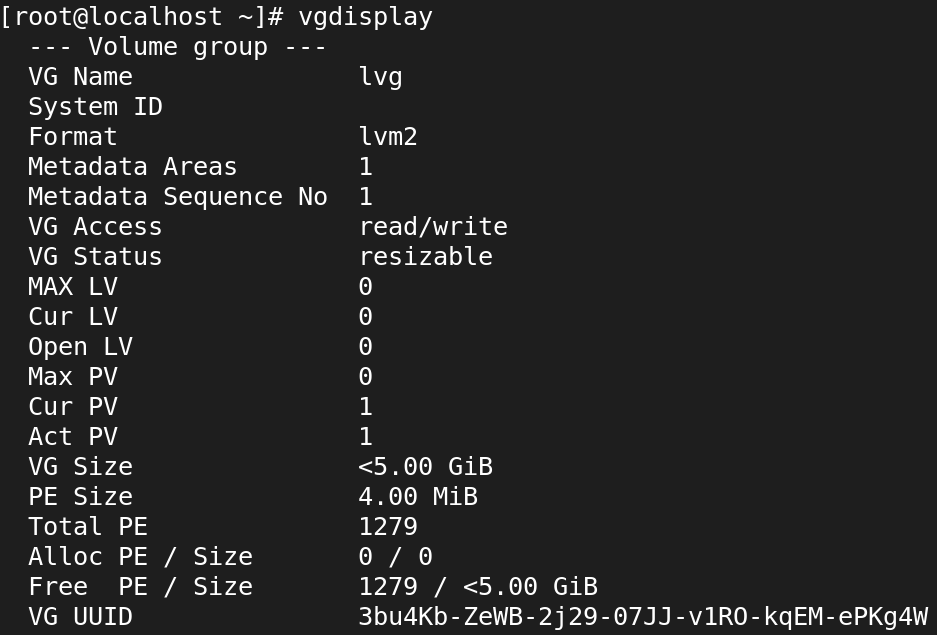 [root@localhost ~]# vgdisplay
  --- Volume group ---
  VG Name               lvg
  System ID
  Format                lvm2
  Metadata Areas        1
  Metadata Sequence No  1
  VG Access             read/write
  VG Status             resizable
  MAX LV                0
  Cur LV                0
  Open LV               0
  Max PV                0
  Cur PV                1
  Act PV                1
  VG Size               <5.00 GiB
  PE Size               4.00 MiB
  Total PE              1279
  Alloc PE / Size       0 / 0
  Free  PE / Size       1279 / <5.00 GiB
  VG UUID               3bu4Kb-ZeWB-2j29-07JJ-v1RO-kqEM-ePKg4W